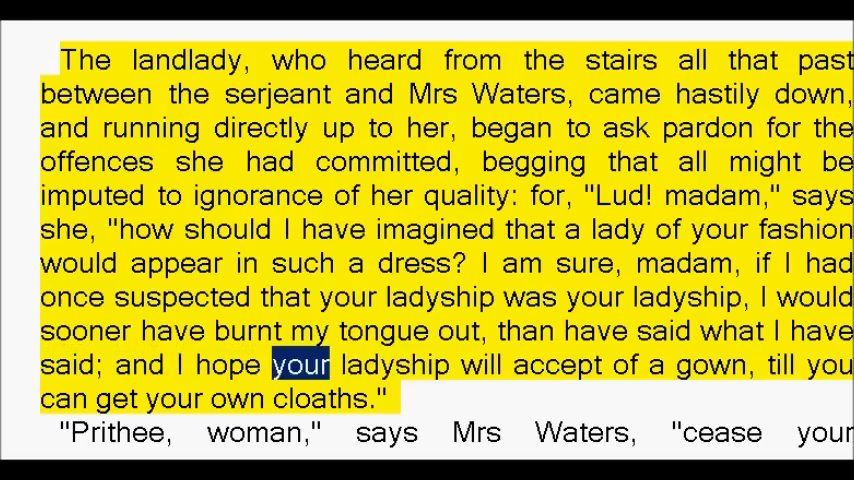 The landlady, who heard from the stairs all that past
between the serjeant and Mrs Waters, came hastily down,
and running directly up to her, began to ask pardon for the
offences she had committed, begging that all might be
imputed to ignorance of her quality: for, "Lud! madam," says
she, "how should I have imagined that a lady of your fashion
would appear in such a dress? I am sure, madam, if I had
once suspected that your ladyship was your ladyship, I would
sooner have burnt my tongue out, than have said what I have
said; and I hope your ladyship will accept of a gown, till you
can get your own cloaths."
"Prithee, woman," says Mrs Waters, "cease your